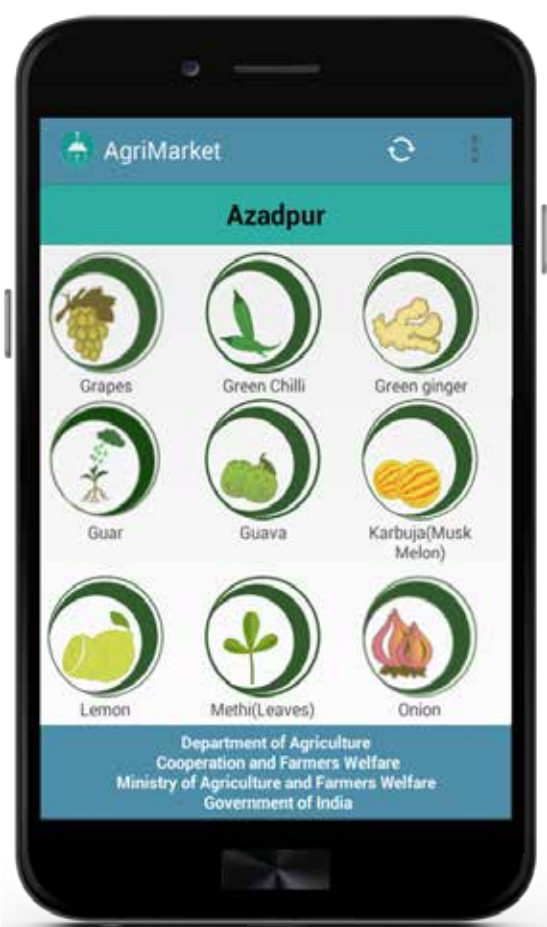 AgriMarket
Azadpur
Grapes
Green Chilli
Green ginger
Guar
Guava
Karbuja(Musk
Melon)
Lemon
Methi(Leaves)
Onion
Department of Agriculture
Cooperation and Farmers Welfare
Ministry of Agriculture and Farmers Welfare
Government of India